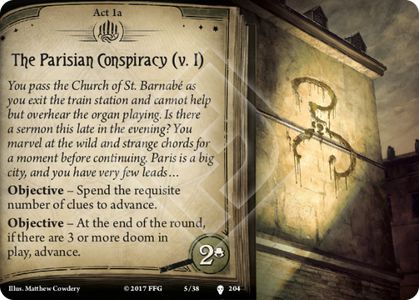 Act 1a
The Parisian Conspiracy (v. I)
You pass the Church of St. Barnabé as
you exit the train station and cannot help
but overhear the organ playing. Is there
a sermon this late in the evening? You
marvel at the wild and strange chords for
a moment before continuing. Paris is a big
city, and you have very few leads…
Objective – Spend the requisite
number of clues to advance.
Objective – At the end of the round,
if there are 3 or more doom in
play, advance.
2
Illus. Matthew Cowdery
© 2017 FFG
5/38
204